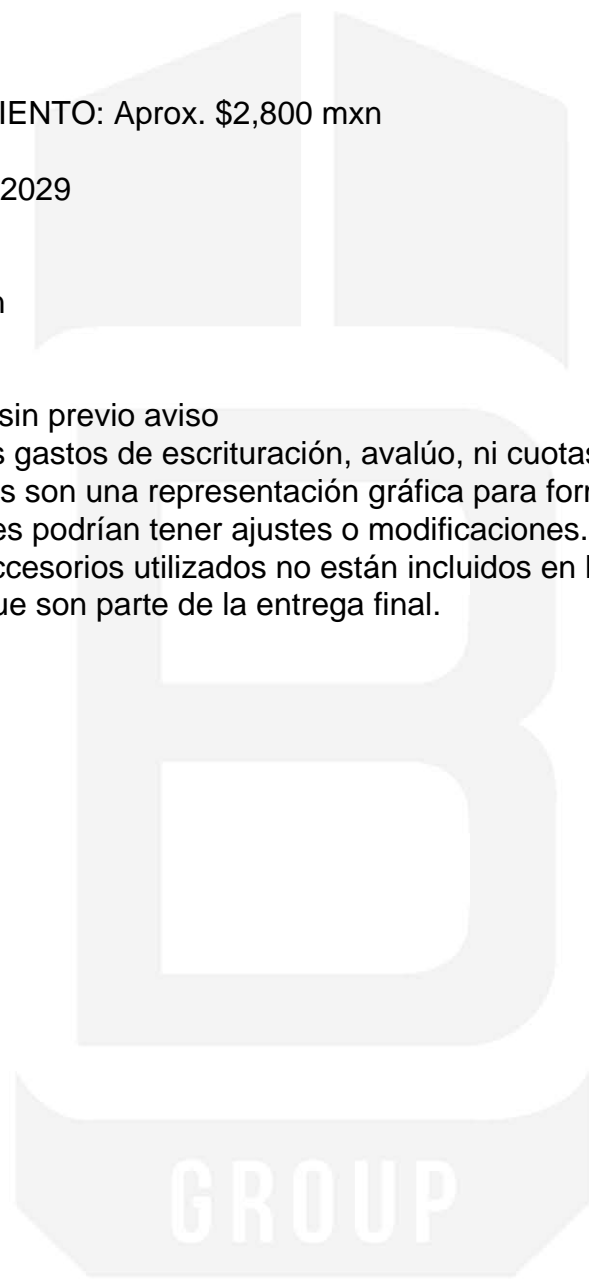 IENTO: Aprox. $2,800 mxn
2029
n
sin previo aviso
s gastos de escrituración, avalúo, ni cuotas
s son una representación gráfica para for
es podrían tener ajustes o modificaciones.
ccesorios utilizados no están incluidos en l
ue son parte de la entrega final.
B
GROUP